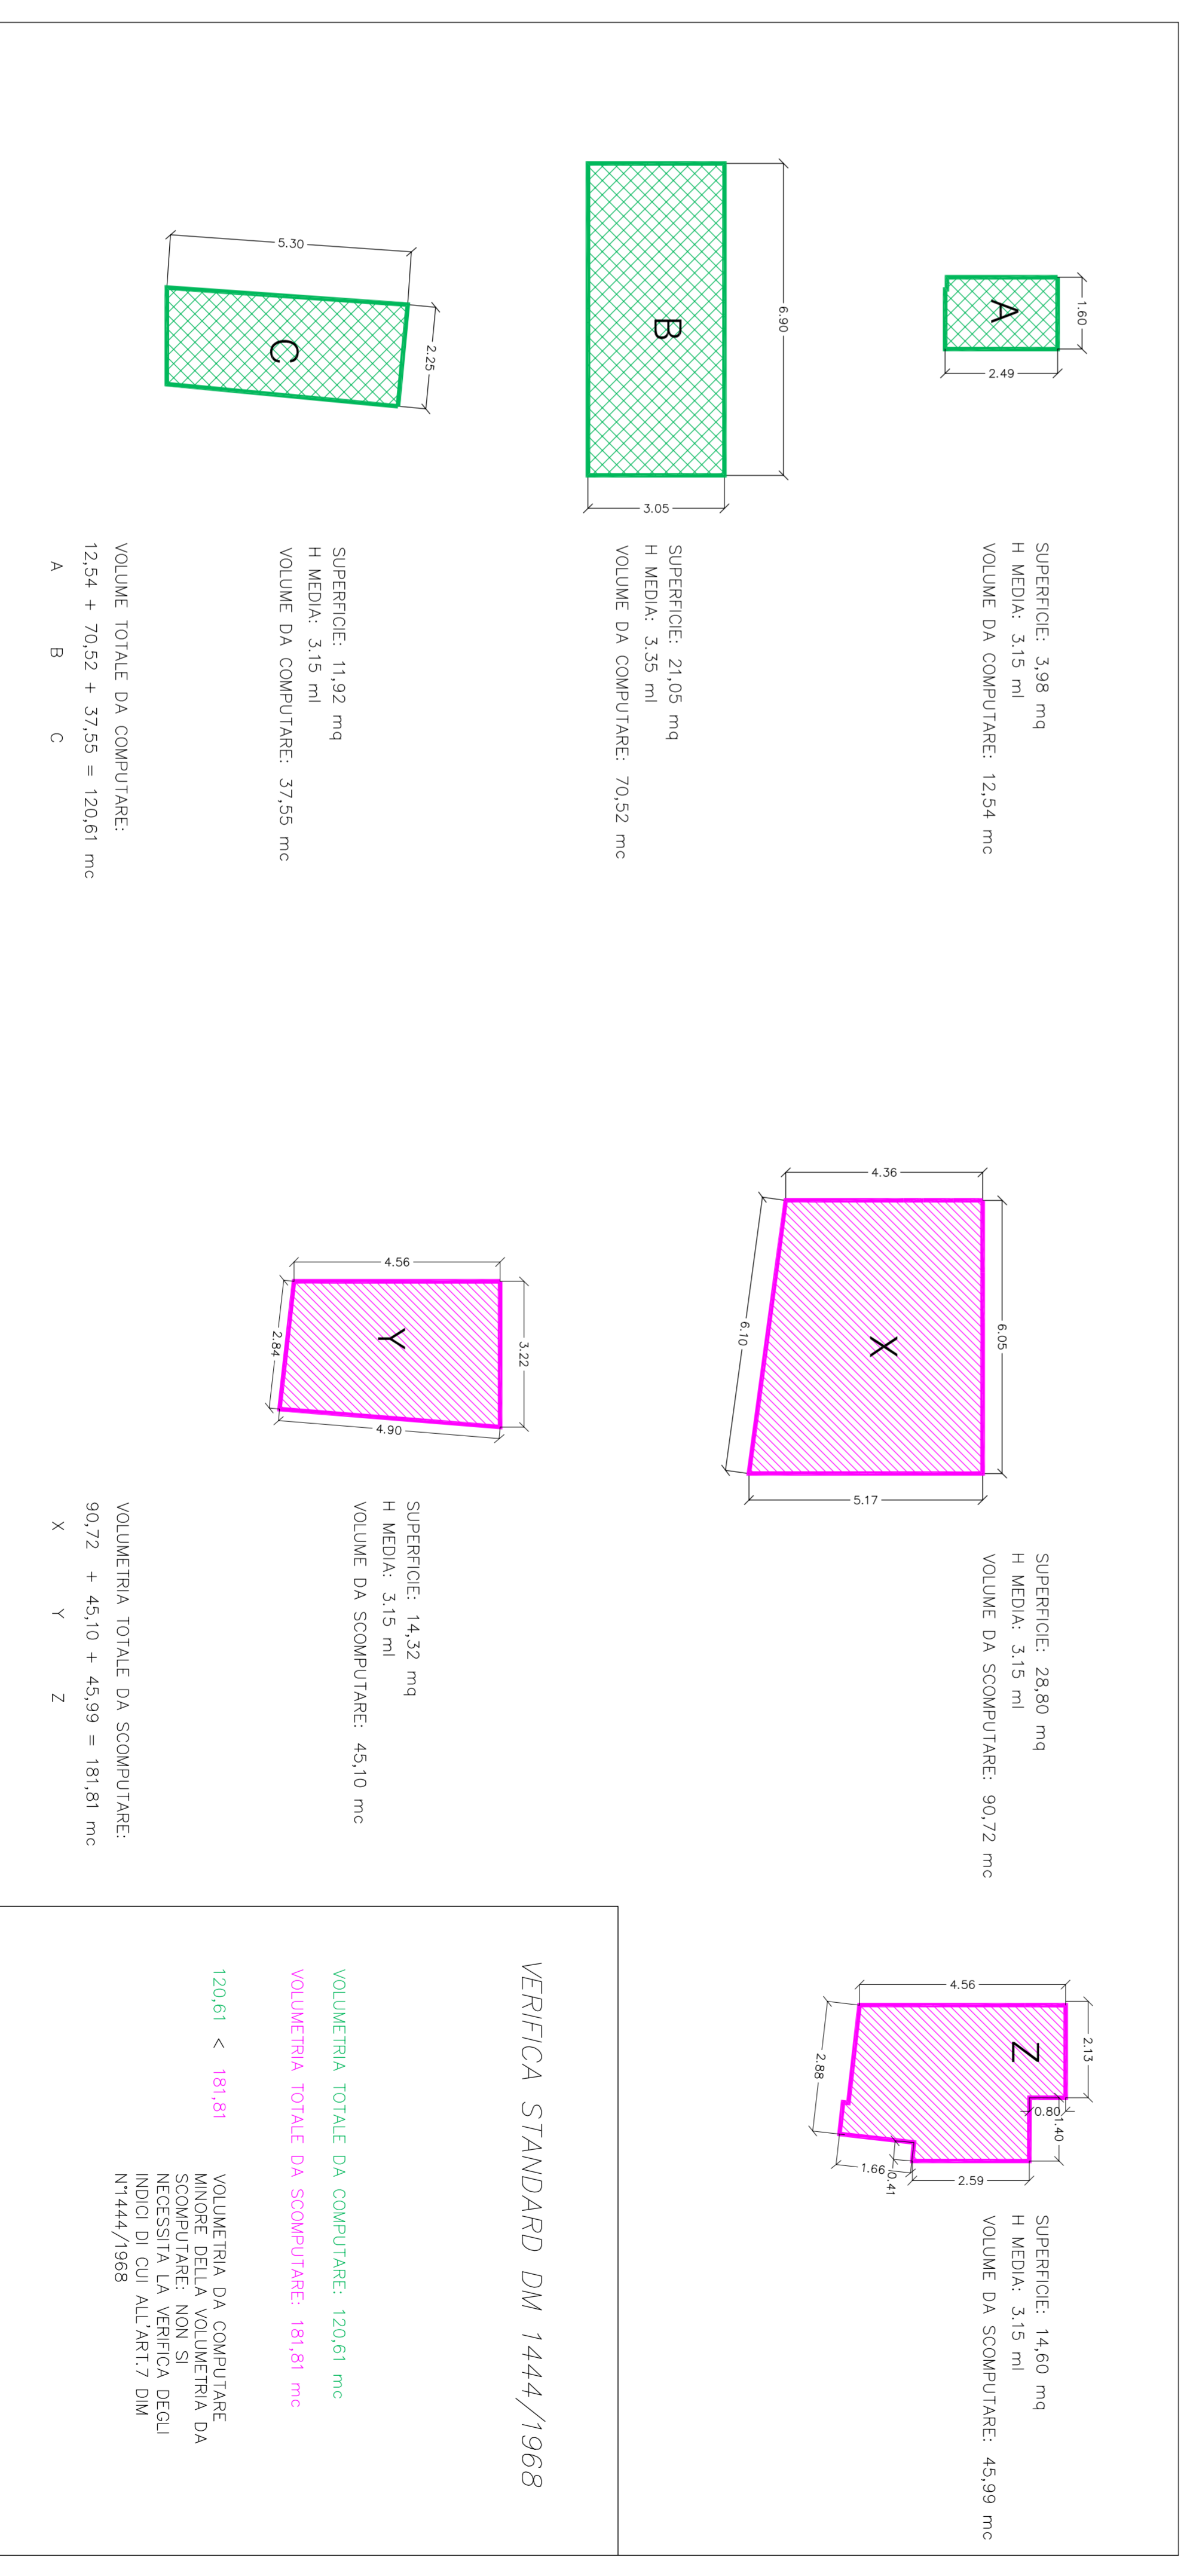 1.60
A
2.49
SUPERFICIE: 3,98 mq
H MEDIA: 3.15 ml
VOLUME DA COMPUTARE: 12,54 mc
6.90
B
3.05
SUPERFICIE: 21,05 mq
H MEDIA: 3.35 ml
VOLUME DA COMPUTARE: 70,52 mc
5.30
2.25
C
SUPERFICIE: 11,92 mq
H MEDIA: 3.15 ml
VOLUME DA COMPUTARE: 37,55 mc
VOLUME TOTALE DA COMPUTARE:
12,54 + 70,52 + 37,55 = 120,61 mc
A B C
4.36
6.05
X
6.10
5.17
SUPERFICIE: 28,80 mq
H MEDIA: 3.15 ml
VOLUME DA SCOMPUTARE: 90,72 mc
4.56
3.22
Y
2.84
4.90
SUPERFICIE: 14,32 mq
H MEDIA: 3.15 ml
VOLUME DA SCOMPUTARE: 45,10 mc
VOLUMETRIA TOTALE DA SCOMPUTARE:
90,72 + 45,10 + 45,99 = 181,81 mc
X Y Z
4.56
2.13
Z
0.80
1.40
2.88
1.66
0.41
2.59
SUPERFICIE: 14,60 mq
H MEDIA: 3.15 ml
VOLUME DA SCOMPUTARE: 45,99 mc
VERIFICA STANDARD DM 1444/1968
VOLUMETRIA TOTALE DA COMPUTARE: 120,61 mc
VOLUMETRIA TOTALE DA SCOMPUTARE: 181,81 mc
120,61 < 181,81
VOLUMETRIA DA COMPUTARE
MINORE DELLA VOLUMETRIA DA
SCOMPUTARE: NON SI
NECESSITA LA VERIFICA DEGLI
INDICI DI CUI ALL'ART.7 DIM
N°1444/1968